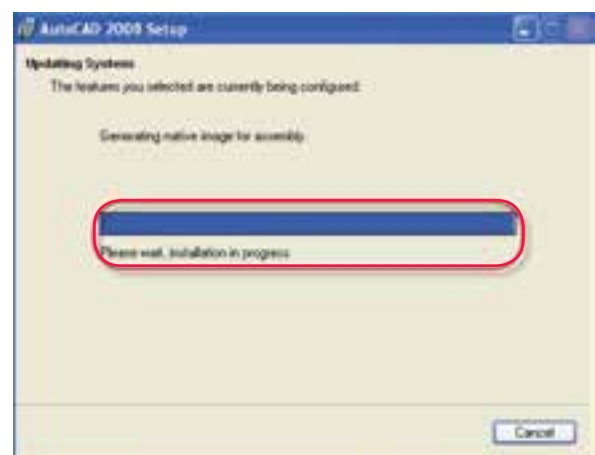 AutoCAD 2009 Setup
Updating System
The features you selected are currently being configured.
Generating native image for assembly
Please wait, installation in progress
Cancel